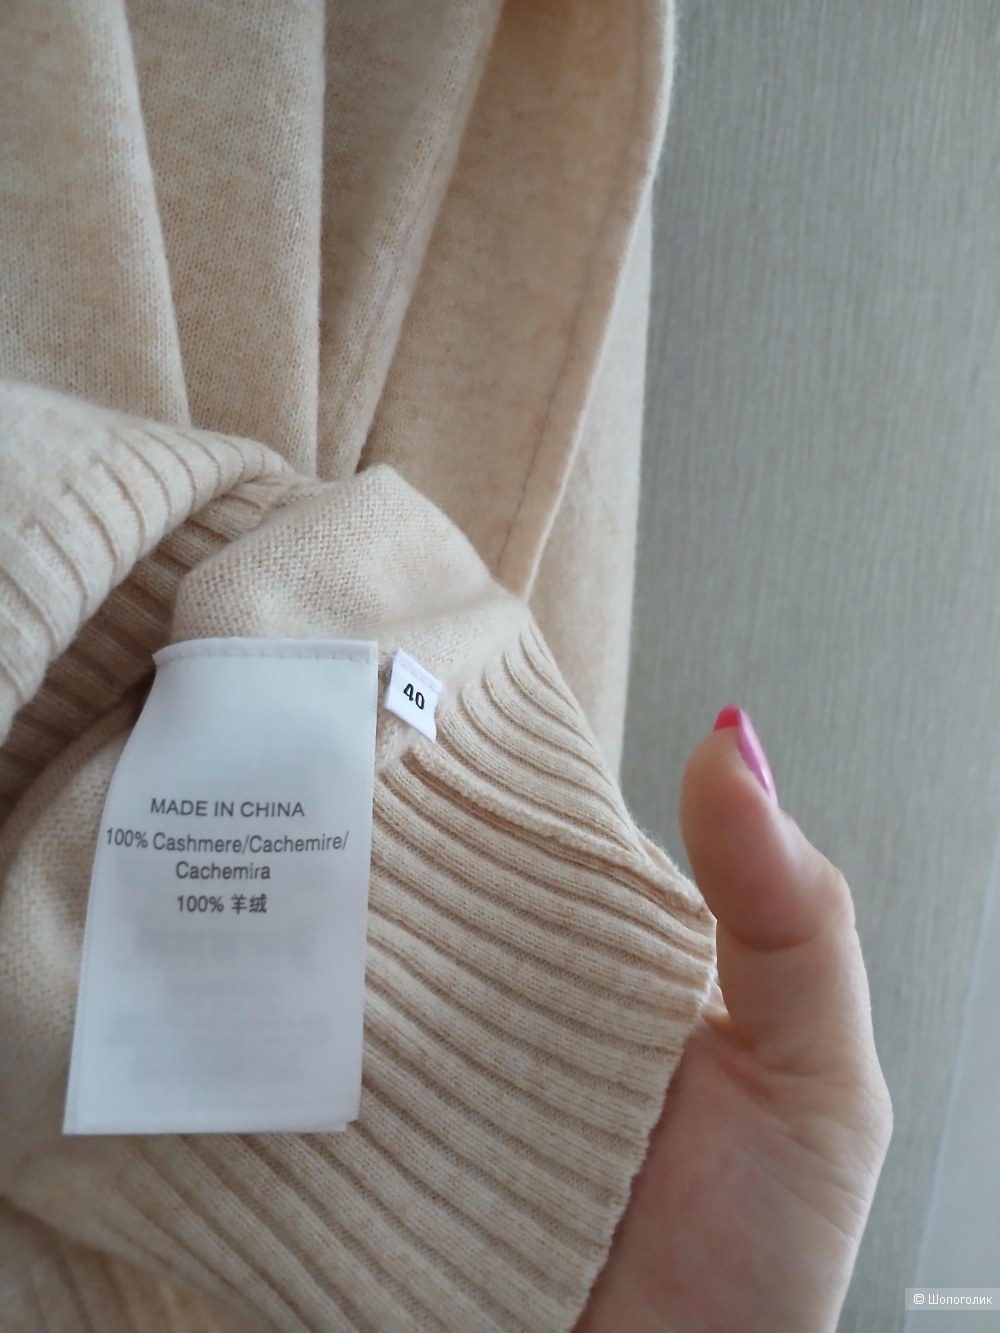 40
MADE IN CHINA
100% Cashmere/Cachemire/
Cachemira
100% 羊绒
© Шопоголик